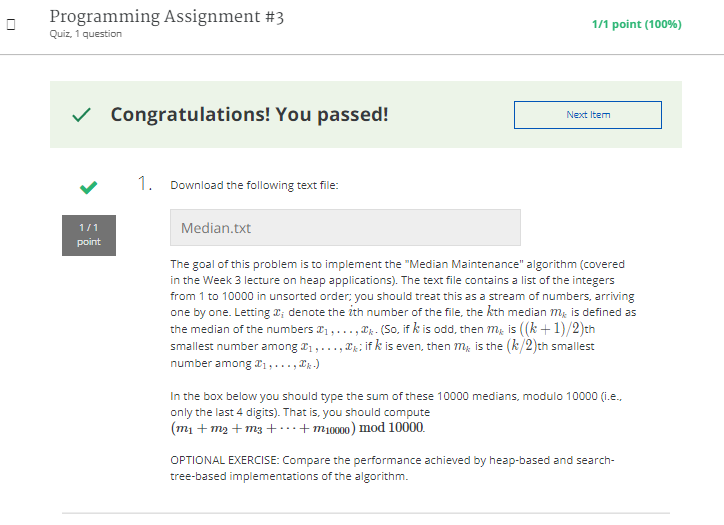 Programming Assignment #3
Quiz, 1 question
1/1 point (100%)
Congratulations! You passed!
Next Item
1.
Download the following text file:
1 / 1
point
Median.txt
The goal of this problem is to implement the "Median Maintenance" algorithm (covered
in the Week 3 lecture on heap applications). The text file contains a list of the integers
from 1 to 10000 in unsorted order; you should treat this as a stream of numbers, arriving
one by one. Letting xᵢ denote the ith number of the file, the kth median mₖ is defined as
the median of the numbers x₁, . . . , xₖ. (So, if k is odd, then mₖ is ((k + 1)/2)th
smallest number among x₁, . . . , xₖ; if k is even, then mₖ is the (k/2)th smallest
number among x₁, . . . , xₖ.)
In the box below you should type the sum of these 10000 medians, modulo 10000 (i.e.,
only the last 4 digits). That is, you should compute
(m₁ + m₂ + m₃ + · · · + m₁₀₀₀₀) mod 10000.
OPTIONAL EXERCISE: Compare the performance achieved by heap-based and search-
tree-based implementations of the algorithm.